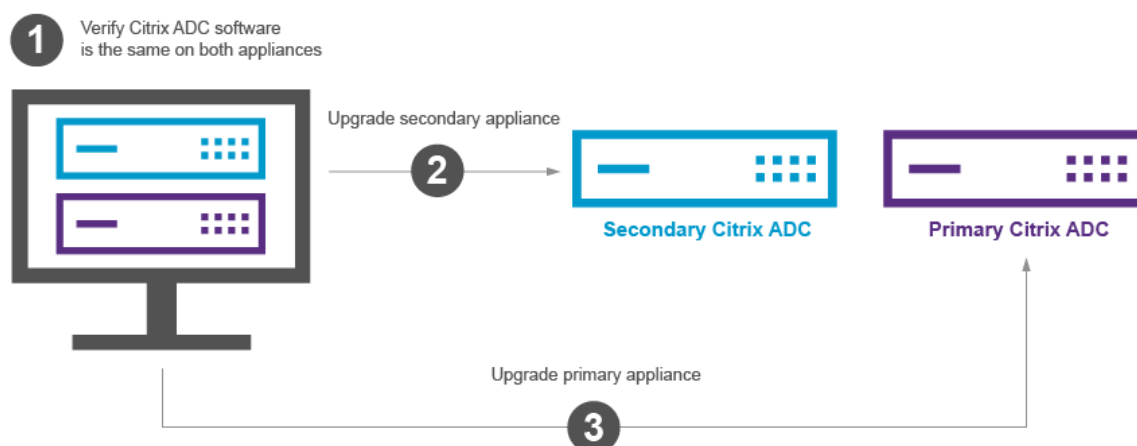 1
Verify Citrix ADC software
is the same on both appliances
Upgrade secondary appliance
2
Secondary Citrix ADC
Primary Citrix ADC
Upgrade primary appliance
3